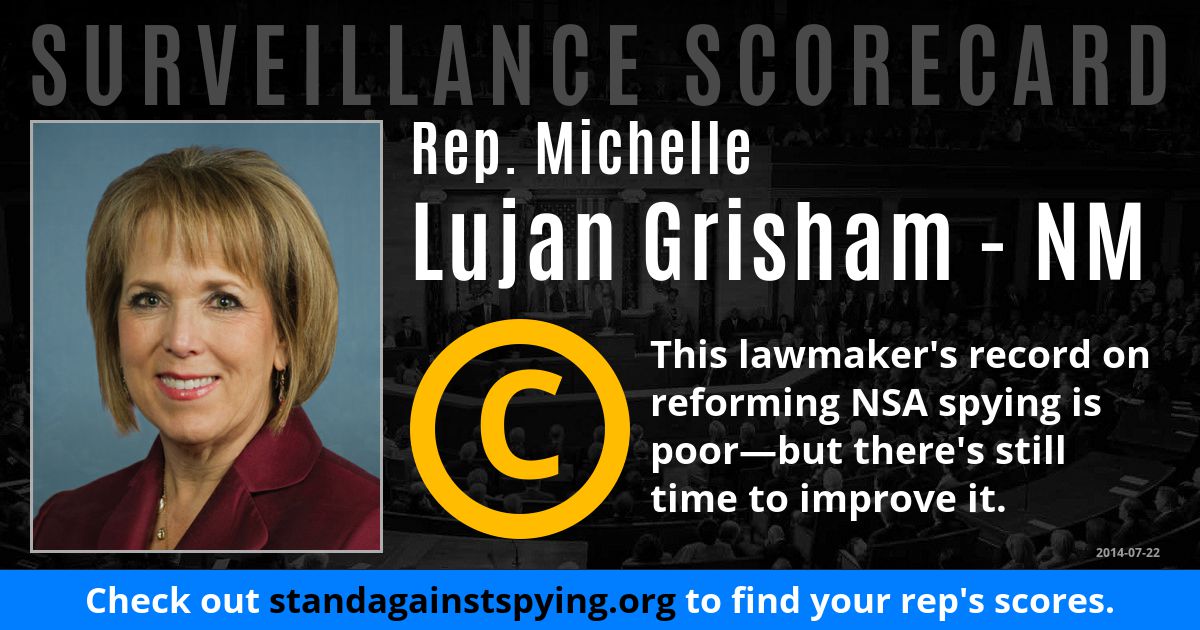 SURVEILLANCE SCORECARD
Rep. Michelle
Lujan Grisham - NM
C
This lawmaker's record on
reforming NSA spying is
poor—but there's still
time to improve it.
2014-07-22
Check out standagainstspying.org to find your rep's scores.